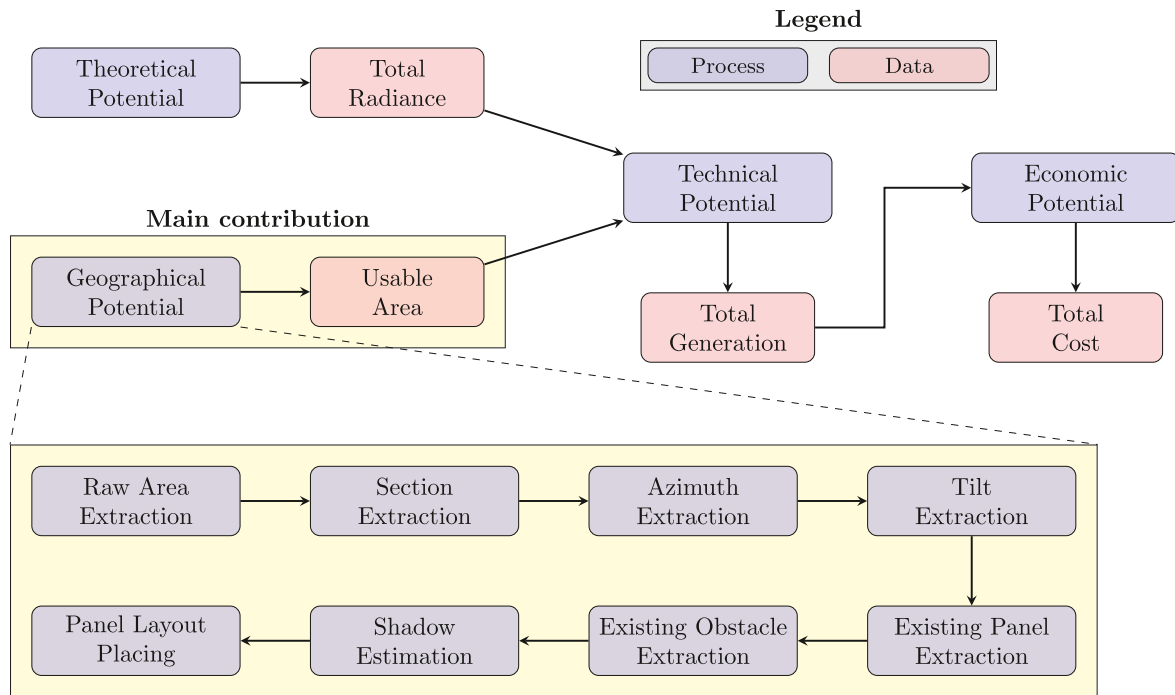 Legend
Process
Data
Theoretical
Potential
Total
Radiance
Technical
Potential
Economic
Potential
Main contribution
Geographical
Potential
Usable
Area
Total
Generation
Total
Cost
Raw Area
Extraction
Section
Extraction
Azimuth
Extraction
Tilt
Extraction
Panel Layout
Placing
Shadow
Estimation
Existing Obstacle
Extraction
Existing Panel
Extraction